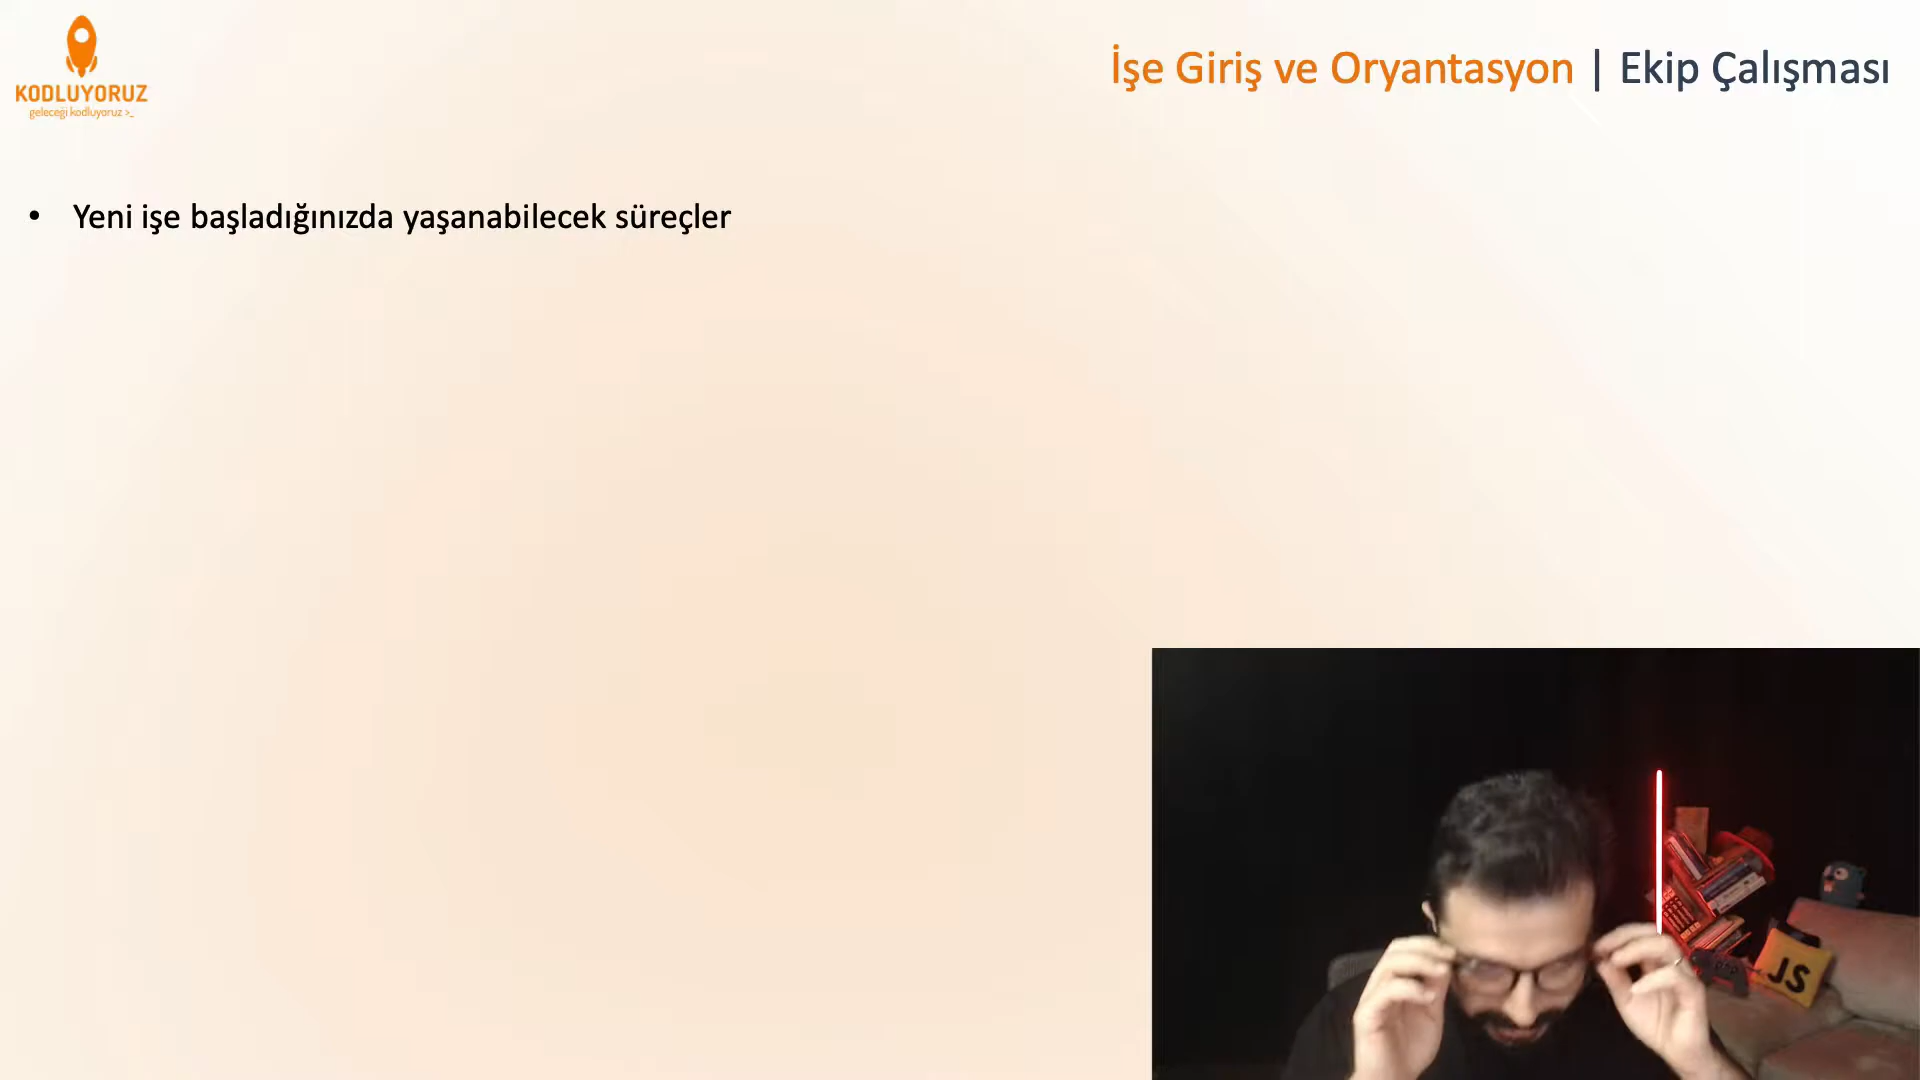 KODLUYORUZ
geleceği kodluyoruz >_
İşe Giriş ve Oryantasyon | Ekip Çalışması
• Yeni işe başladığınızda yaşanabilecek süreçler
JS